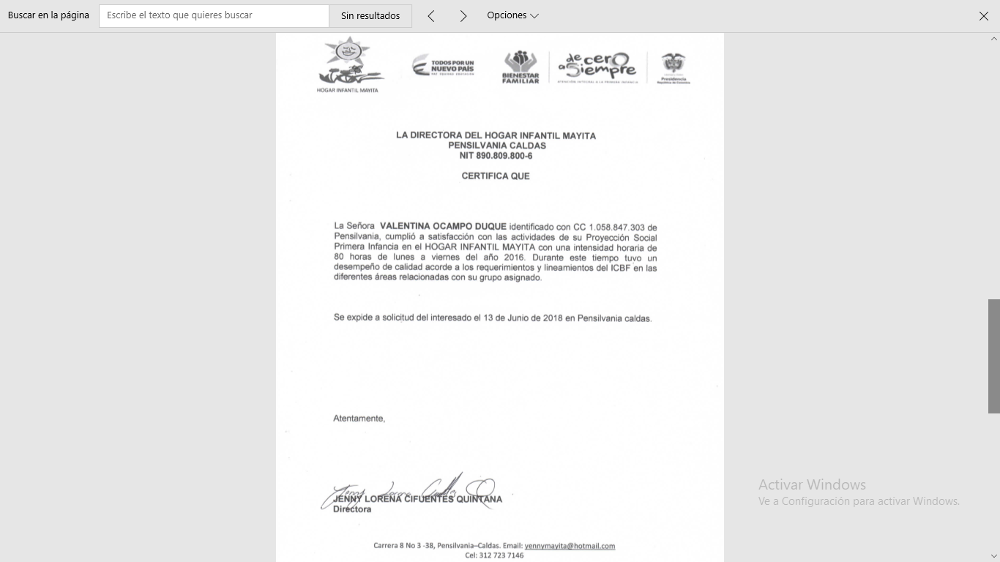 Buscar en la página
Escribe el texto que quieres buscar
Sin resultados
Opciones
HOGAR INFANTIL MAYITA
TODOS POR UN
NUEVO PAÍS
PAZ EQUIDAD EDUCACIÓN
BIENESTAR
FAMILIAR
de cero
a Siempre
ATENCIÓN INTEGRAL A LA PRIMERA INFANCIA
Presidencia
República de Colombia
LA DIRECTORA DEL HOGAR INFANTIL MAYITA
PENSILVANIA CALDAS
NIT 890.809.800-6
CERTIFICA QUE
La Señora VALENTINA OCAMPO DUQUE identificado con CC 1.058.847.303 de
Pensilvania, cumplió a satisfacción con las actividades de su Proyección Social
Primera Infancia en el HOGAR INFANTIL MAYITA con una intensidad horaria de
80 horas de lunes a viernes del año 2016. Durante este tiempo tuvo un
desempeño de calidad acorde a los requerimientos y lineamientos del ICBF en las
diferentes áreas relacionadas con su grupo asignado.
Se expide a solicitud del interesado el 13 de Junio de 2018 en Pensilvania caldas.
Atentamente,
JENNY LORENA CIFUENTES QUINTANA
Directora
Carrera 8 No 3 -38, Pensilvania–Caldas. Email: yennymayita@hotmail.com
Cel: 312 723 7146
Activar Windows
Ve a Configuración para activar Windows.